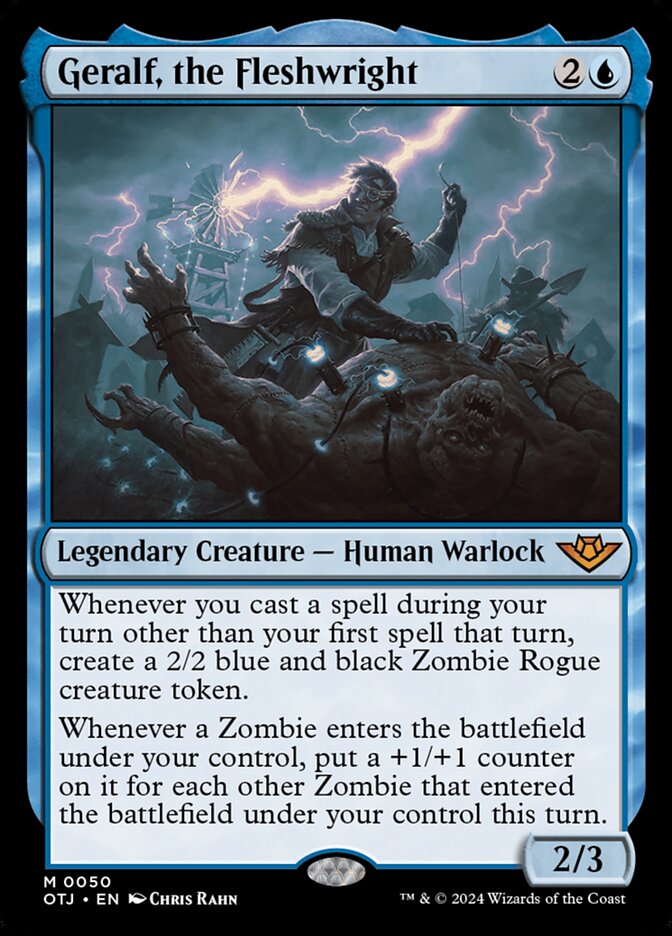 Geralf, the Fleshwright 2
Legendary Creature — Human Warlock
Whenever you cast a spell during your
turn other than your first spell that turn,
create a 2/2 blue and black Zombie Rogue
creature token.
Whenever a Zombie enters the battlefield
under your control, put a +1/+1 counter
on it for each other Zombie that entered
the battlefield under your control this turn.
2/3
M 0050
OTJ • EN Chris Rahn
™ & © 2024 Wizards of the Coast